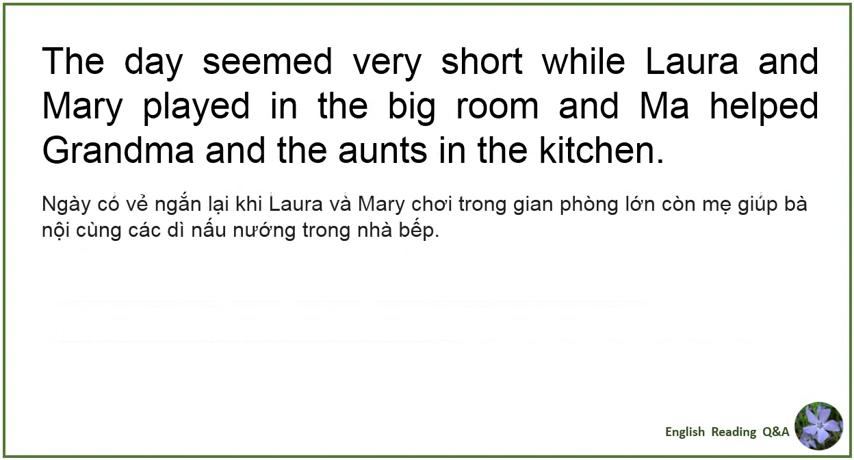 The day seemed very short while Laura and
Mary played in the big room and Ma helped
Grandma and the aunts in the kitchen.
Ngày có vẻ ngắn lại khi Laura và Mary chơi trong gian phòng lớn còn mẹ giúp bà
nội cùng các dì nấu nướng trong nhà bếp.
English Reading Q&A